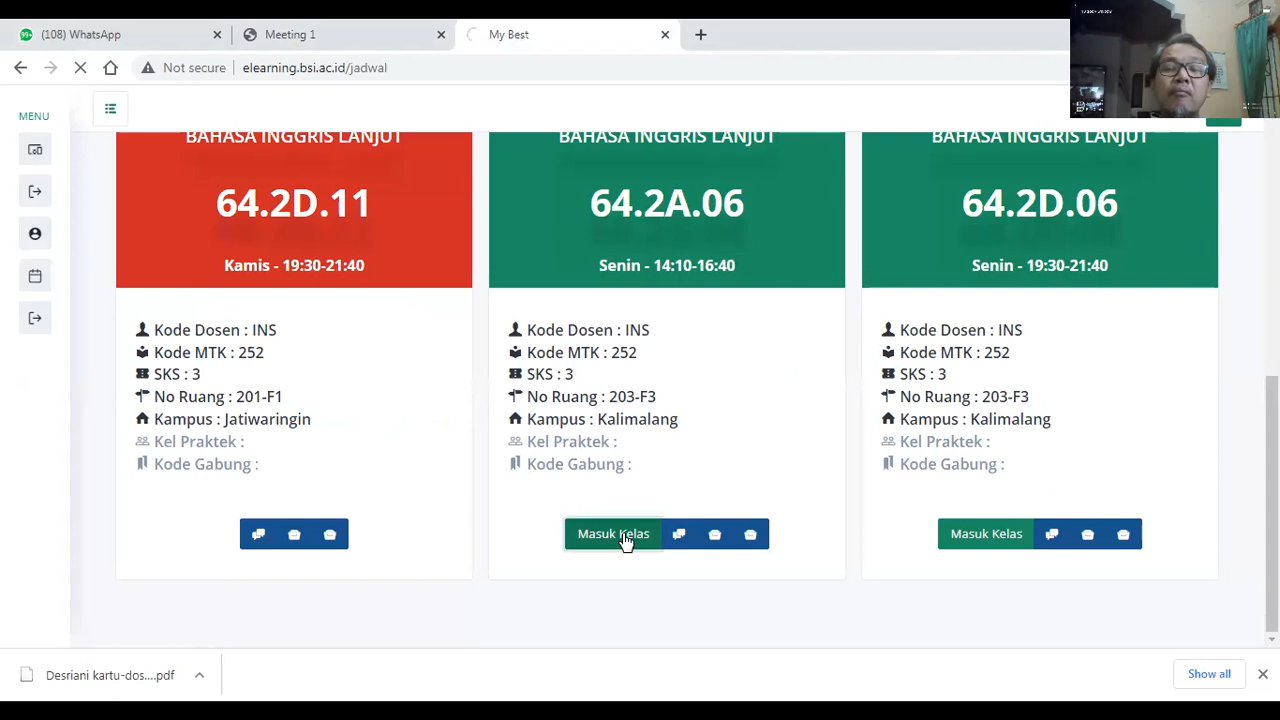 (108) WhatsApp
Meeting 1
My Best
Not secure
elearning.bsi.ac.id/jadwal
MENU
BAHASA INGGRIS LANJUT
64.2D.11
Kamis - 19:30-21:40
Kode Dosen : INS
Kode MTK : 252
SKS : 3
No Ruang : 201-F1
Kampus : Jatiwaringin
Kel Praktek :
Kode Gabung :
BAHASA INGGRIS LANJUT
64.2A.06
Senin - 14:10-16:40
Kode Dosen : INS
Kode MTK : 252
SKS : 3
No Ruang : 203-F3
Kampus : Kalimalang
Kel Praktek :
Kode Gabung :
Masuk Kelas
BAHASA INGGRIS LANJUT
64.2D.06
Senin - 19:30-21:40
Kode Dosen : INS
Kode MTK : 252
SKS : 3
No Ruang : 203-F3
Kampus : Kalimalang
Kel Praktek :
Kode Gabung :
Masuk Kelas
Desriani kartu-dos....pdf
Show all